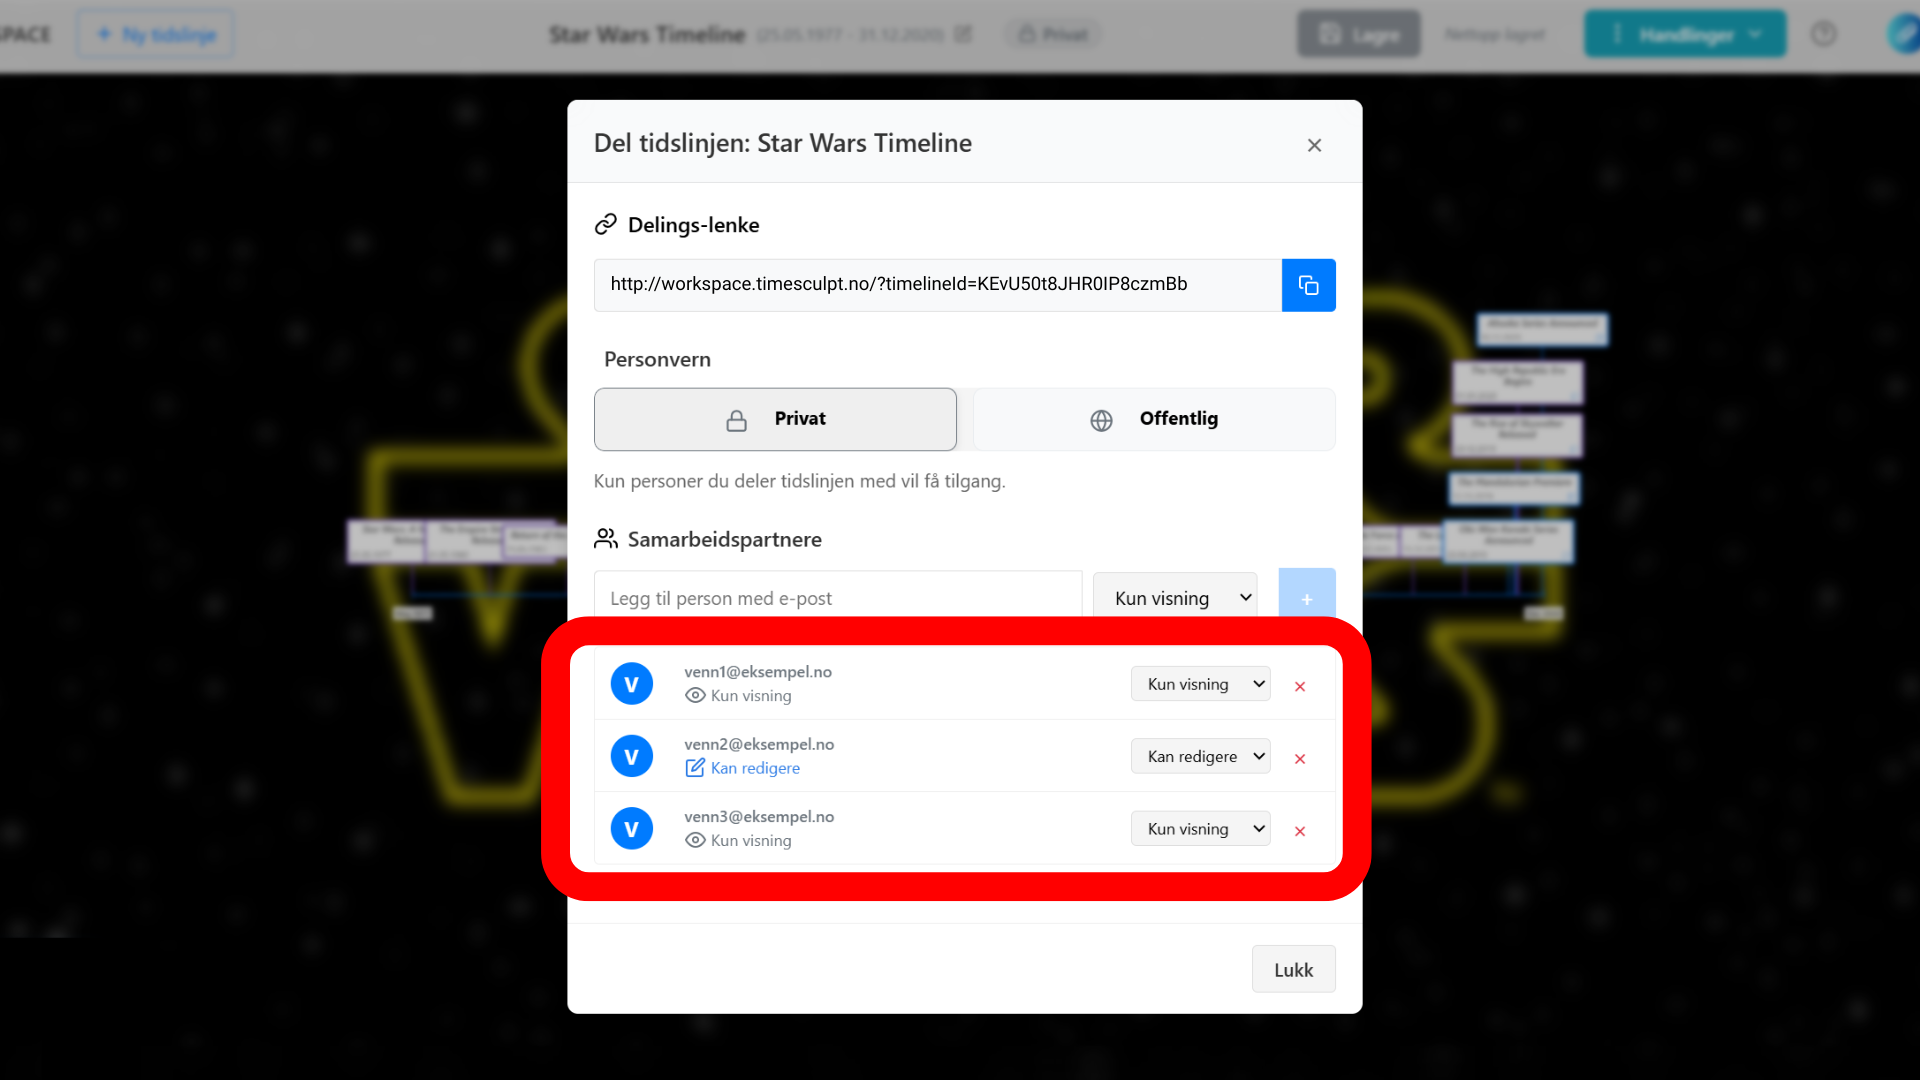 PACE
+ Ny tidslinje
Star Wars Timeline (25.05.1977 - 31.12.2020)
Privat
Lagre
Nettopp lagret
Handlinger
Del tidslinjen: Star Wars Timeline
Delings-lenke
http://workspace.timesculpt.no/?timelineId=KEvU50t8JHR0IP8czmBb
Personvern
Privat
Offentlig
Kun personer du deler tidslinjen med vil få tilgang.
Samarbeidspartnere
Legg til person med e-post
Kun visning
+
V
venn1@eksempel.no
Kun visning
Kun visning
V
venn2@eksempel.no
Kan redigere
Kan redigere
V
venn3@eksempel.no
Kun visning
Kun visning
Lukk